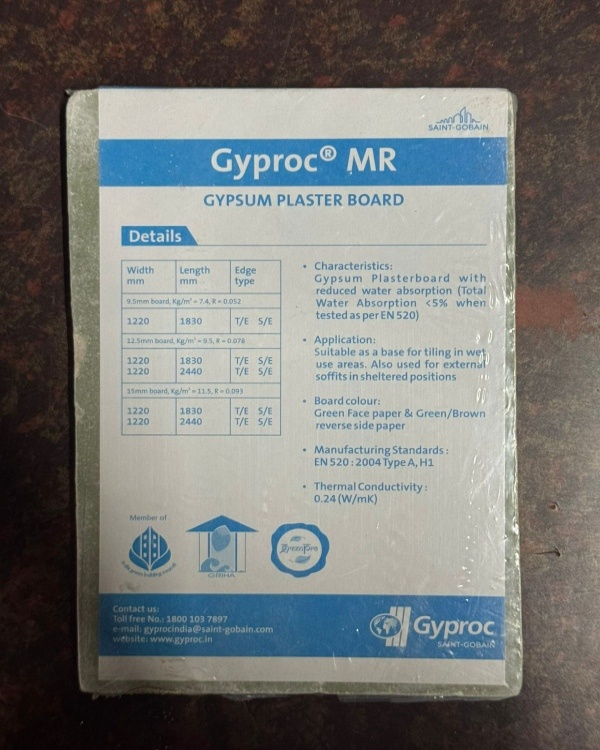 SAINT-GOBAIN
Gyproc® MR
GYPSUM PLASTER BOARD
Details
Width mm Length mm Edge type
9.5mm board, Kg/m² = 7.4, R = 0.052
1220 1830 T/E S/E
12.5mm board, Kg/m² = 9.5, R = 0.078
1220 1830 T/E S/E
1220 2440 T/E S/E
15mm board, Kg/m² = 11.5, R = 0.093
1220 1830 T/E S/E
1220 2440 T/E S/E
• Characteristics:
Gypsum Plasterboard with
reduced water absorption (Total
Water Absorption <5% when
tested as per EN 520)
• Application:
Suitable as a base for tiling in wet
use areas. Also used for external
soffits in sheltered positions
• Board colour:
Green Face paper & Green/Brown
reverse side paper
• Manufacturing Standards :
EN 520 : 2004 Type A, H1
• Thermal Conductivity :
0.24 (W/mK)
Member of
GRIHA
GreenPro
Contact us:
Toll free No.: 1800 103 7897
e-mail: gyprocindia@saint-gobain.com
website: www.gyproc.in
Gyproc
SAINT-GOBAIN